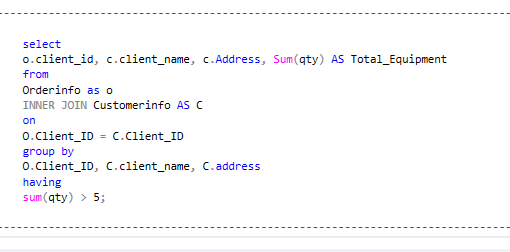 select
o.client_id, c.client_name, c.Address, Sum(qty) AS Total_Equipment
from
Orderinfo as o
INNER JOIN Customerinfo AS C
on
O.Client_ID = C.Client_ID
group by
O.Client_ID, C.client_name, C.address
having
sum(qty) > 5;